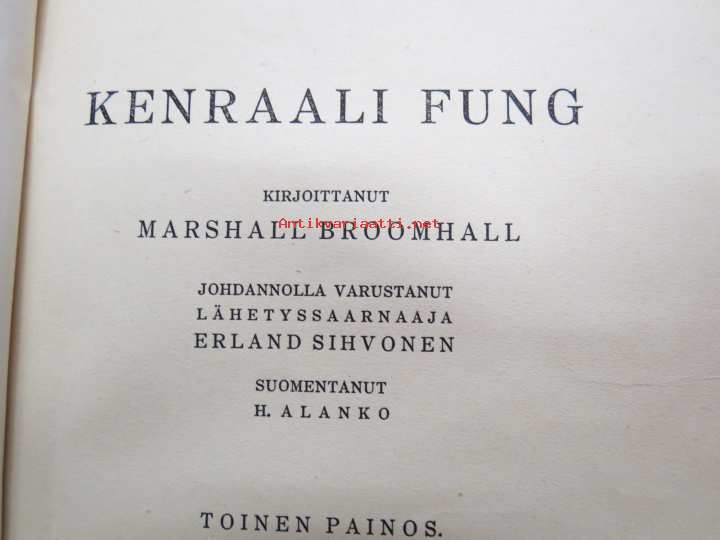 KENRAALI FUNG
KIRJOITTANUT
Antikvariaatti.net
MARSHALL BROOMHALL
JOHDANNOLLA VARUSTANUT
LÄHETYSSAARNAAJA
ERLAND SIHVONEN
SUOMENTANUT
H. ALANKO
TOINEN PAINOS.